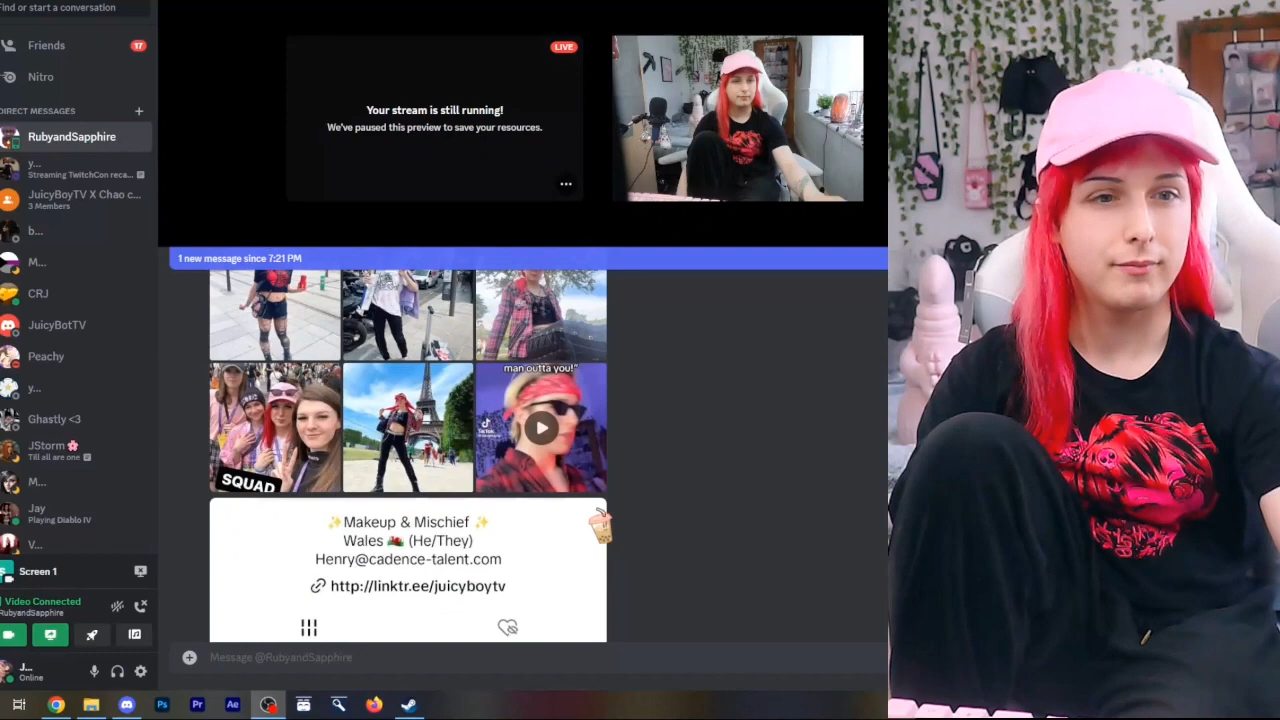 Find or start a conversation
Friends
17
Nitro
DIRECT MESSAGES
RubyandSapphire
y...
Streaming TwitchCon reca...
JuicyBoyTV X Chao c...
3 Members
b...
M...
CRJ
JuicyBotTV
Peachy
y...
Ghastly <3
JStorm 🌸
Till all are one
M...
Jay
Playing Diablo IV
V...
Screen 1
Video Connected
RubyandSapphire
J...
Online
LIVE
Your stream is still running!
We've paused this preview to save your resources.
1 new message since 7:21 PM
man outta you!"
TikTok
SQUAD
✨Makeup & Mischief ✨
Wales 🏴󠁧󠁢󠁷󠁬󠁳󠁿 (He/They)
Henry@cadence-talent.com
http://linktr.ee/juicyboytv
Message @RubyandSapphire
Ps
Pr
Ae